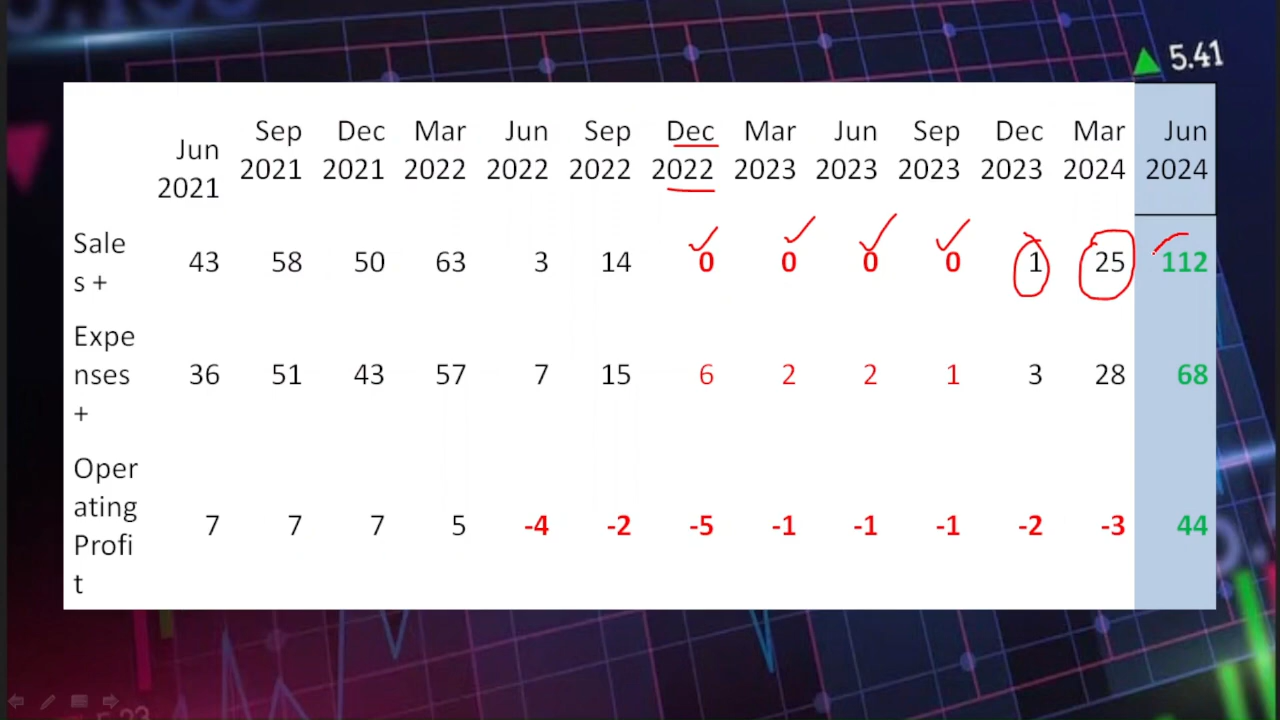 5.41
Jun 2021 Sep 2021 Dec 2021 Mar 2022 Jun 2022 Sep 2022 Dec 2022 Mar 2023 Jun 2023 Sep 2023 Dec 2023 Mar 2024 Jun 2024
Sale
s + 43 58 50 63 3 14 0 0 0 0 1 25 112
Expe
nses 36 51 43 57 7 15 6 2 2 1 3 28 68
+
Oper
ating
Profi 7 7 7 5 -4 -2 -5 -1 -1 -1 -2 -3 44
t